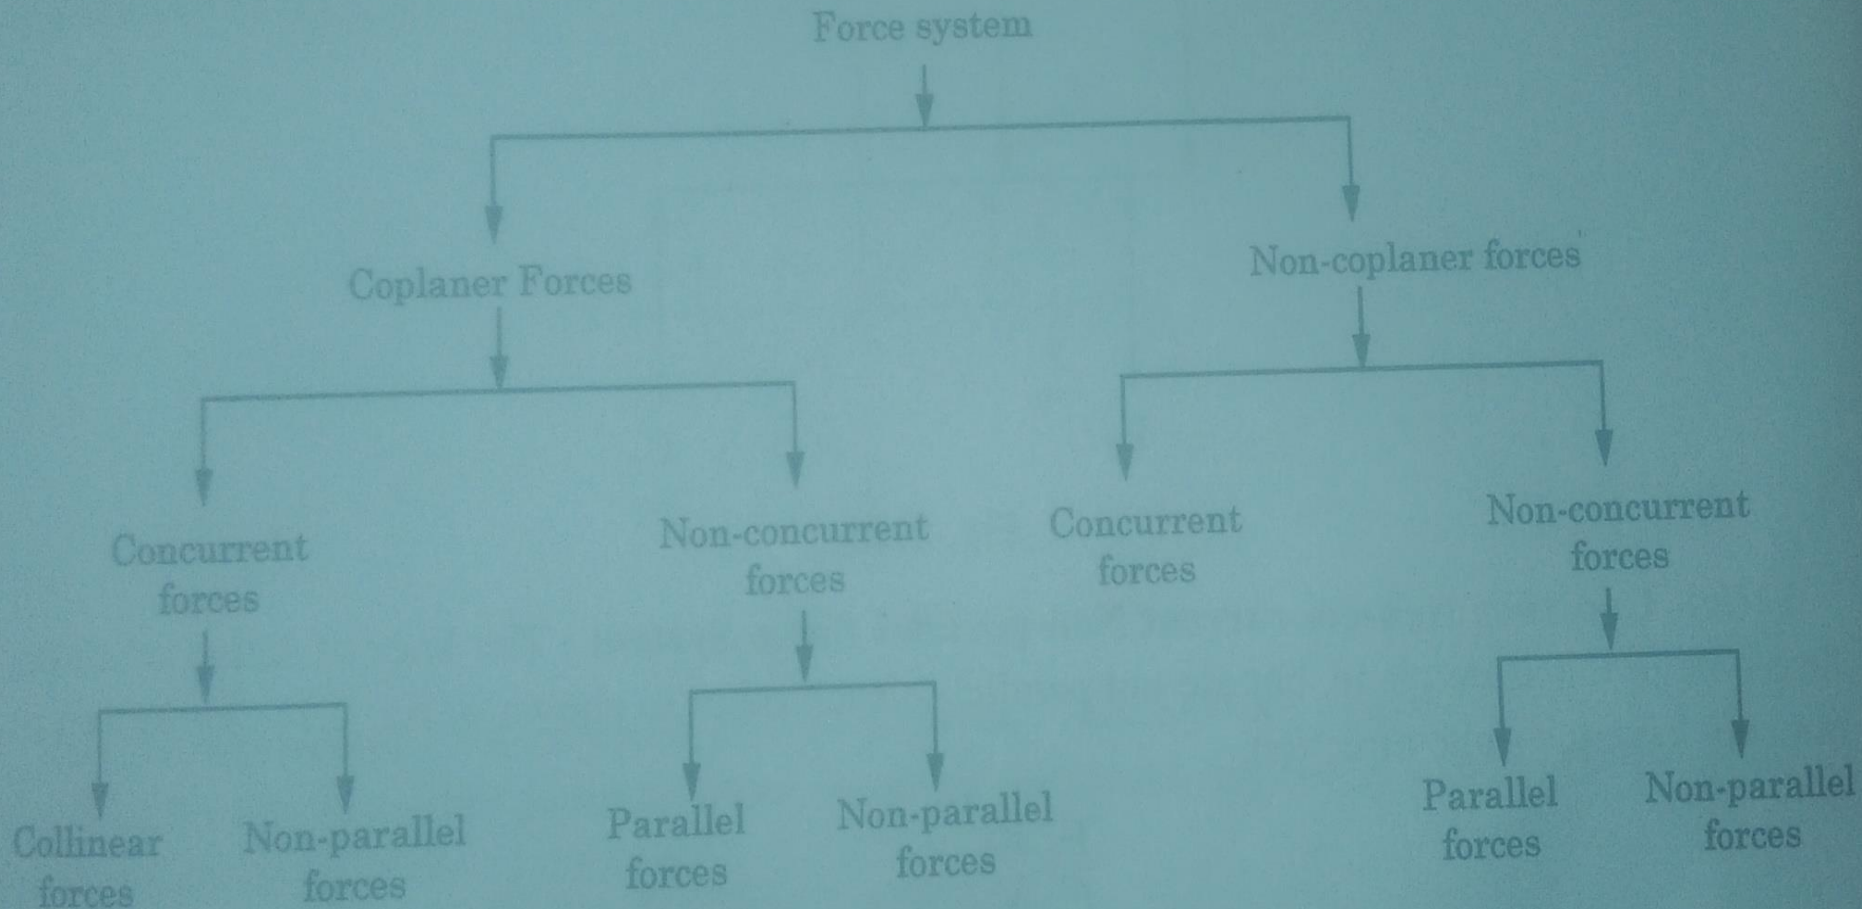 Force system
Coplaner Forces
Non-coplaner forces
Concurrent
forces
Non-concurrent
forces
Concurrent
forces
Non-concurrent
forces
Collinear
forces
Non-parallel
forces
Parallel
forces
Non-parallel
forces
Parallel
forces
Non-parallel
forces